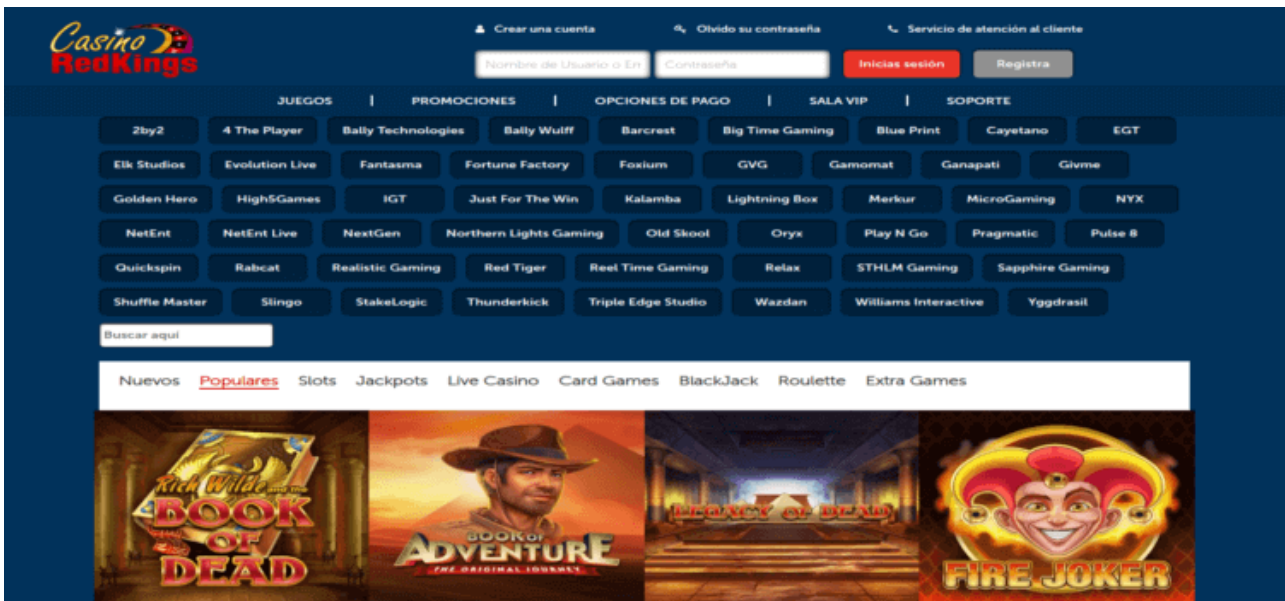 Casino
RedKings
Crear una cuenta Olvido su contraseña Servicio de atención al cliente
Nombre de Usuario o En Contraseña Inicias sesión Registra
JUEGOS | PROMOCIONES | OPCIONES DE PAGO | SALA VIP | SOPORTE
2by2 4 The Player Bally Technologies Bally Wulff Barcrest Big Time Gaming Blue Print Cayetano EGT
Elk Studios Evolution Live Fantasma Fortune Factory Foxium GVG Gamomat Ganapati Givme
Golden Hero High5Games IGT Just For The Win Kalamba Lightning Box Merkur MicroGaming NYX
NetEnt NetEnt Live NextGen Northern Lights Gaming Old Skool Oryx Play N Go Pragmatic Pulse 8
Quickspin Rabcat Realistic Gaming Red Tiger Reel Time Gaming Relax STHLM Gaming Sapphire Gaming
Shuffle Master Slingo StakeLogic Thunderkick Triple Edge Studio Wazdan Williams Interactive Yggdrasil
Buscar aquí
Nuevos Populares Slots Jackpots Live Casino Card Games BlackJack Roulette Extra Games
Rich Wilde and the
BOOK
OF
DEAD
BOOK OF
ADVENTURE
THE ORIGINAL JOURNEY
LEGACY OF DEAD
FIRE JOKER